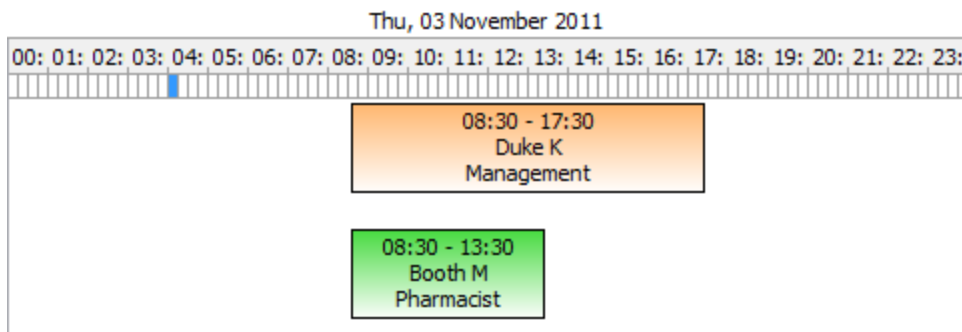 Thu, 03 November 2011
00: 01: 02: 03: 04: 05: 06: 07: 08: 09: 10: 11: 12: 13: 14: 15: 16: 17: 18: 19: 20: 21: 22: 23:
08:30 - 17:30
Duke K
Management
08:30 - 13:30
Booth M
Pharmacist